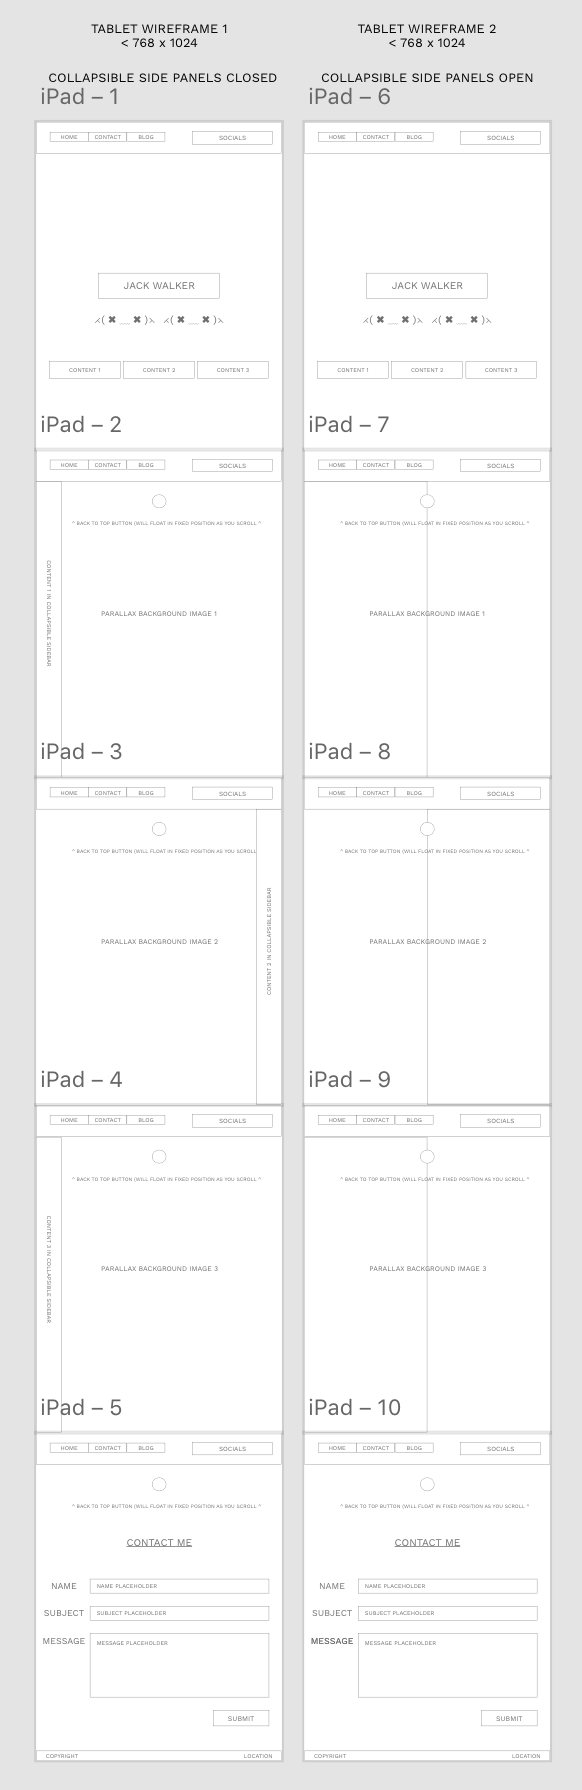 TABLET WIREFRAME 1
< 768 x 1024
COLLAPSIBLE SIDE PANELS CLOSED
iPad – 1
HOME CONTACT BLOG SOCIALS
JACK WALKER
⁁( ✖ __ ✖ )⁁ ⁁( ✖ __ ✖ )⁁
CONTENT 1 CONTENT 2 CONTENT 3
iPad – 2
HOME CONTACT BLOG SOCIALS
^ BACK TO TOP BUTTON (WILL FLOAT IN FIXED POSITION AS YOU SCROLL ^
CONTENT 1 IN COLLAPSIBLE SIDEBAR
PARALLAX BACKGROUND IMAGE 1
iPad – 3
HOME CONTACT BLOG SOCIALS
^ BACK TO TOP BUTTON (WILL FLOAT IN FIXED POSITION AS YOU SCROLL
PARALLAX BACKGROUND IMAGE 2
CONTENT 2 IN COLLAPSIBLE SIDEBAR
iPad – 4
HOME CONTACT BLOG SOCIALS
^ BACK TO TOP BUTTON (WILL FLOAT IN FIXED POSITION AS YOU SCROLL ^
CONTENT 3 IN COLLAPSIBLE SIDEBAR
PARALLAX BACKGROUND IMAGE 3
iPad – 5
HOME CONTACT BLOG SOCIALS
^ BACK TO TOP BUTTON (WILL FLOAT IN FIXED POSITION AS YOU SCROLL ^
CONTACT ME
NAME NAME PLACEHOLDER
SUBJECT SUBJECT PLACEHOLDER
MESSAGE MESSAGE PLACEHOLDER
SUBMIT
COPYRIGHT LOCATION
TABLET WIREFRAME 2
< 768 x 1024
COLLAPSIBLE SIDE PANELS OPEN
iPad – 6
HOME CONTACT BLOG SOCIALS
JACK WALKER
⁁( ✖ __ ✖ )⁁ ⁁( ✖ __ ✖ )⁁
CONTENT 1 CONTENT 2 CONTENT 3
iPad – 7
HOME CONTACT BLOG SOCIALS
^ BACK TO TOP BUTTON (WILL FLOAT IN FIXED POSITION AS YOU SCROLL ^
PARALLAX BACKGROUND IMAGE 1
iPad – 8
HOME CONTACT BLOG SOCIALS
^ BACK TO TOP BUTTON (WILL FLOAT IN FIXED POSITION AS YOU SCROLL ^
PARALLAX BACKGROUND IMAGE 2
iPad – 9
HOME CONTACT BLOG SOCIALS
^ BACK TO TOP BUTTON (WILL FLOAT IN FIXED POSITION AS YOU SCROLL ^
PARALLAX BACKGROUND IMAGE 3
iPad – 10
HOME CONTACT BLOG SOCIALS
^ BACK TO TOP BUTTON (WILL FLOAT IN FIXED POSITION AS YOU SCROLL ^
CONTACT ME
NAME NAME PLACEHOLDER
SUBJECT SUBJECT PLACEHOLDER
MESSAGE MESSAGE PLACEHOLDER
SUBMIT
COPYRIGHT LOCATION